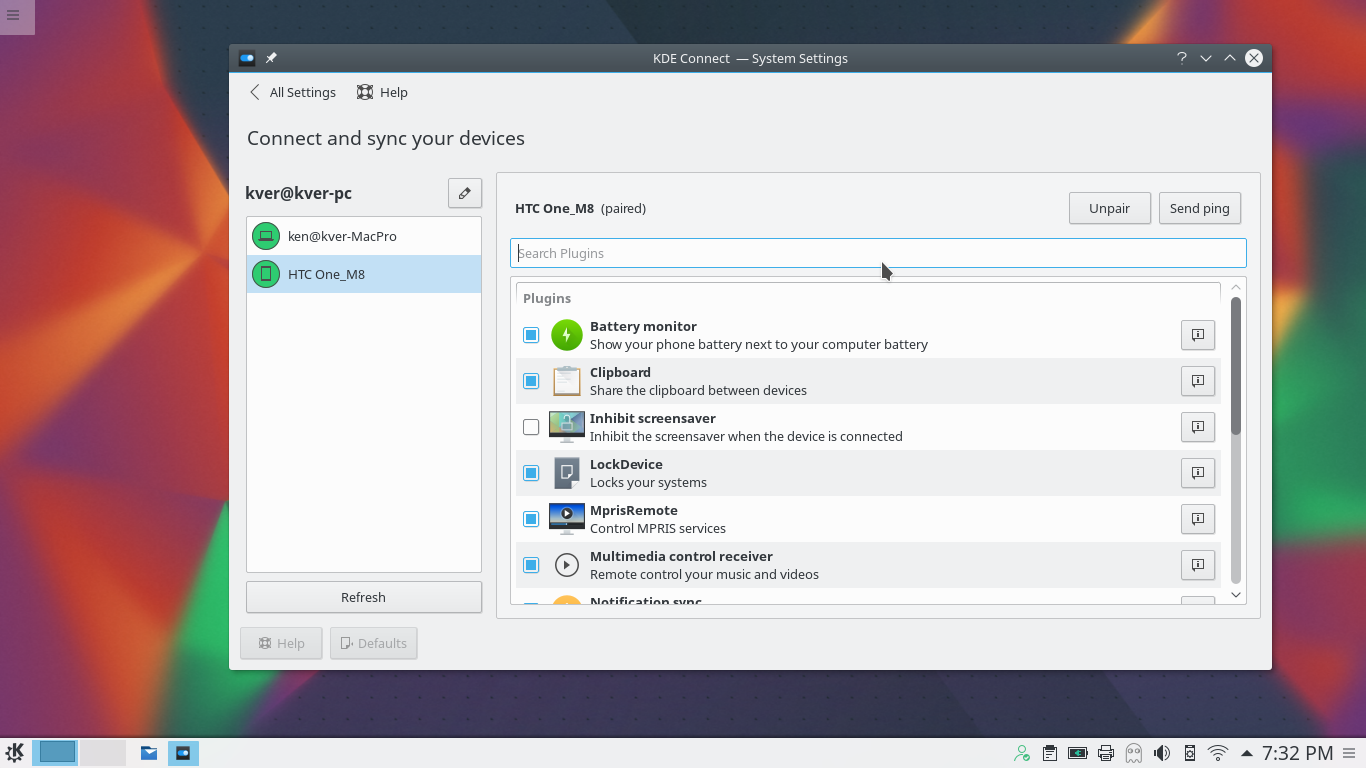 KDE Connect — System Settings
All Settings
Help
Connect and sync your devices
kver@kver-pc
ken@kver-MacPro
HTC One_M8
Refresh
HTC One_M8 (paired)
Unpair
Send ping
Search Plugins
Plugins
Battery monitor
Show your phone battery next to your computer battery
Clipboard
Share the clipboard between devices
Inhibit screensaver
Inhibit the screensaver when the device is connected
LockDevice
Locks your systems
MprisRemote
Control MPRIS services
Multimedia control receiver
Remote control your music and videos
Notification sync
Help
Defaults
7:32 PM